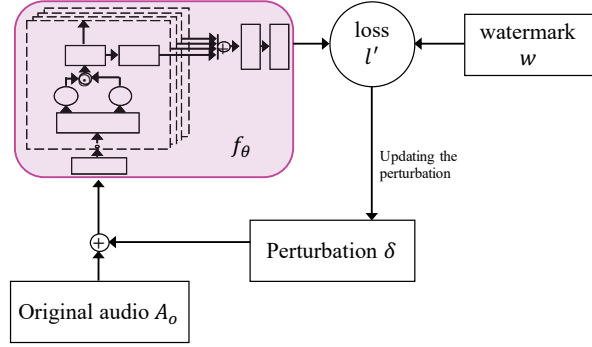 loss
l′
watermark
w
f_θ
Updating the
perturbation
Perturbation δ
Original audio A_o